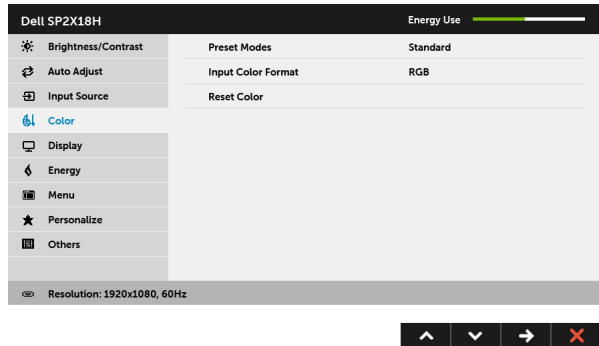 Dell SP2X18H Energy Use
Brightness/Contrast Preset Modes Standard
Auto Adjust Input Color Format RGB
Input Source Reset Color
Color
Display
Energy
Menu
Personalize
Others
Resolution: 1920x1080, 60Hz